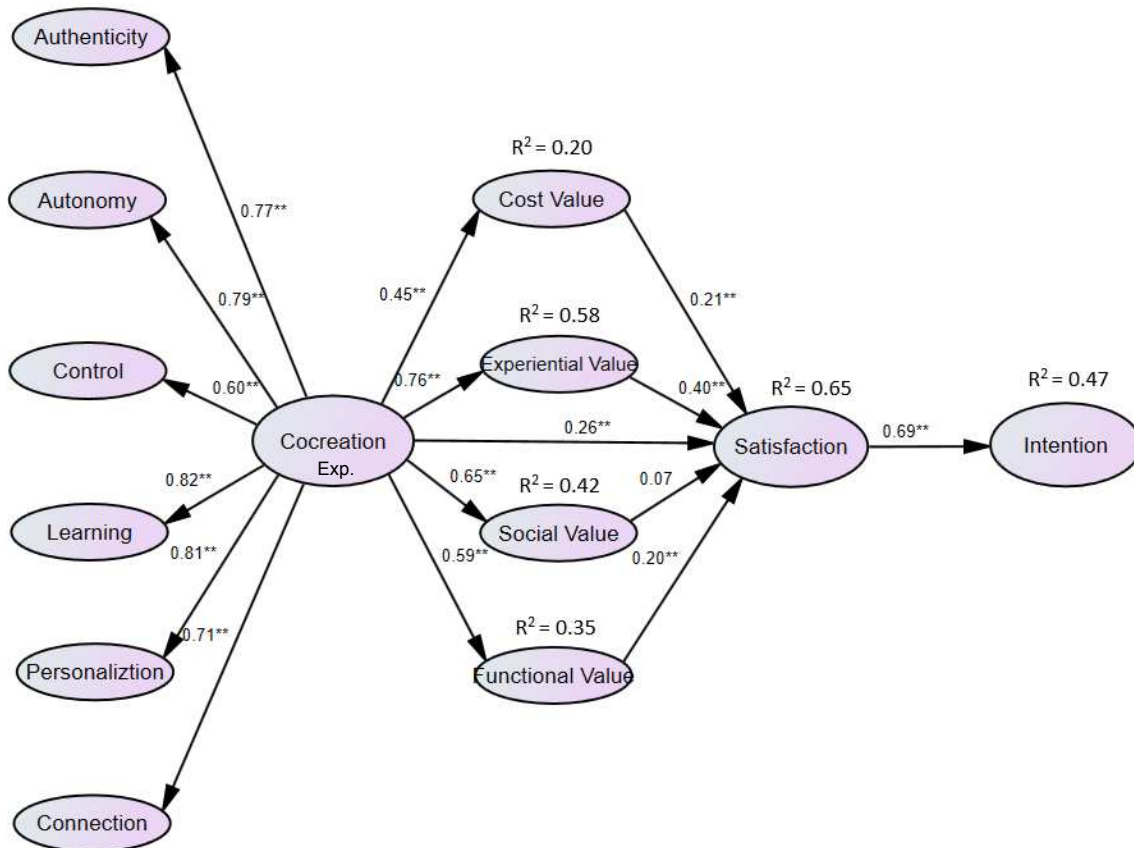 Authenticity
Autonomy
Control
Learning
Personaliztion
Connection
0.77**
0.79**
0.60**
0.82**
0.81**
0.71**
Cocreation
Exp.
0.45**
0.76**
0.26**
0.65**
0.59**
R² = 0.20
Cost Value
R² = 0.58
Experiential Value
R² = 0.42
Social Value
R² = 0.35
Functional Value
0.21**
0.40**
0.07
0.20**
R² = 0.65
Satisfaction
0.69**
R² = 0.47
Intention